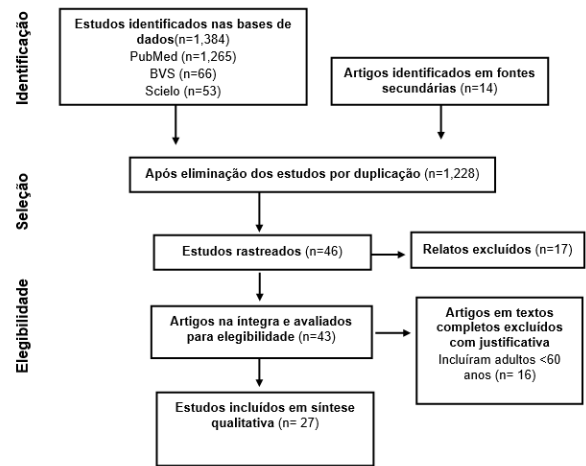 Identificação
Estudos identificados nas bases de
dados(n=1,384)
PubMed (n=1,265)
BVS (n=66)
Scielo (n=53)
Artigos identificados em fontes
secundárias (n=14)
Seleção
Após eliminação dos estudos por duplicação (n=1,228)
Estudos rastreados (n=46)
Relatos excluídos (n=17)
Elegibilidade
Artigos na íntegra e avaliados
para elegibilidade (n=43)
Artigos em textos
completos excluídos
com justificativa
Incluíram adultos <60
anos (n= 16)
Estudos incluídos em síntese
qualitativa (n= 27)